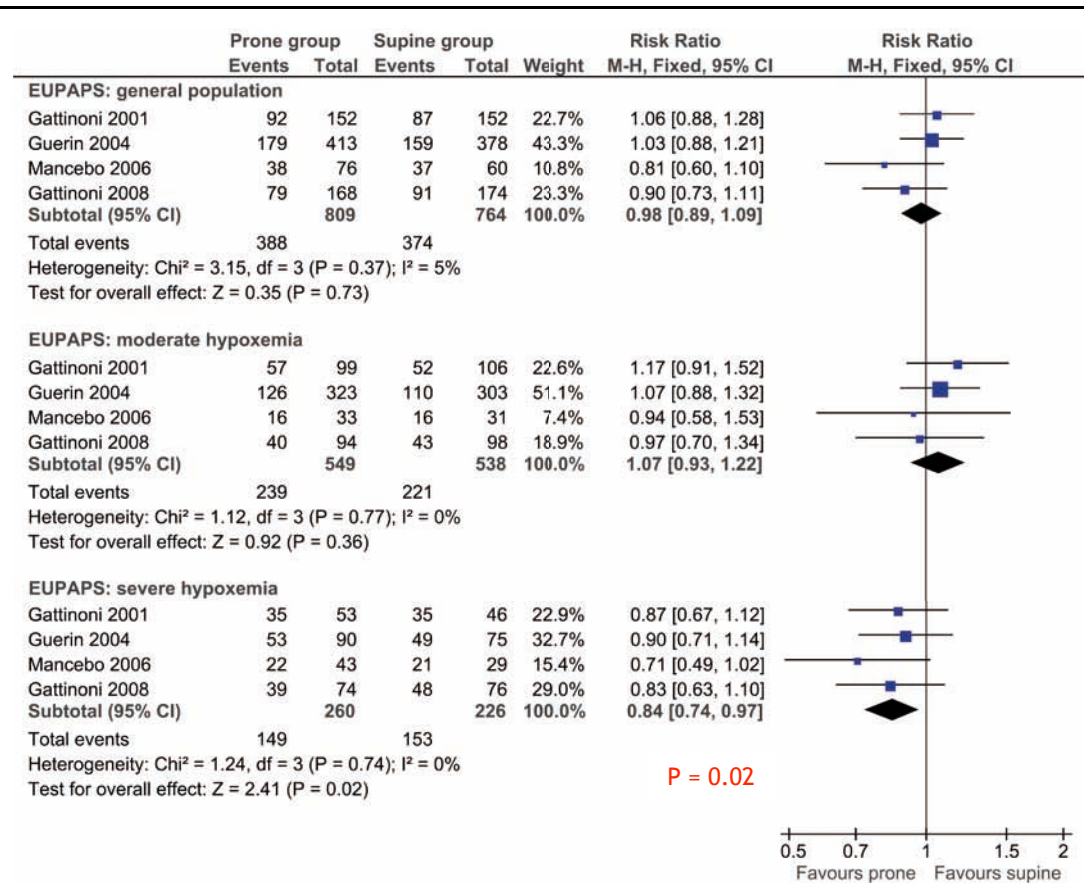 Prone group Supine group Risk Ratio Risk Ratio
Events Total Events Total Weight M-H, Fixed, 95% CI M-H, Fixed, 95% CI
EUPAPS: general population
Gattinoni 2001 92 152 87 152 22.7% 1.06 [0.88, 1.28]
Guerin 2004 179 413 159 378 43.3% 1.03 [0.88, 1.21]
Mancebo 2006 38 76 37 60 10.8% 0.81 [0.60, 1.10]
Gattinoni 2008 79 168 91 174 23.3% 0.90 [0.73, 1.11]
Subtotal (95% CI) 809 764 100.0% 0.98 [0.89, 1.09]
Total events 388 374
Heterogeneity: Chi² = 3.15, df = 3 (P = 0.37); I² = 5%
Test for overall effect: Z = 0.35 (P = 0.73)
EUPAPS: moderate hypoxemia
Gattinoni 2001 57 99 52 106 22.6% 1.17 [0.91, 1.52]
Guerin 2004 126 323 110 303 51.1% 1.07 [0.88, 1.32]
Mancebo 2006 16 33 16 31 7.4% 0.94 [0.58, 1.53]
Gattinoni 2008 40 94 43 98 18.9% 0.97 [0.70, 1.34]
Subtotal (95% CI) 549 538 100.0% 1.07 [0.93, 1.22]
Total events 239 221
Heterogeneity: Chi² = 1.12, df = 3 (P = 0.77); I² = 0%
Test for overall effect: Z = 0.92 (P = 0.36)
EUPAPS: severe hypoxemia
Gattinoni 2001 35 53 35 46 22.9% 0.87 [0.67, 1.12]
Guerin 2004 53 90 49 75 32.7% 0.90 [0.71, 1.14]
Mancebo 2006 22 43 21 29 15.4% 0.71 [0.49, 1.02]
Gattinoni 2008 39 74 48 76 29.0% 0.83 [0.63, 1.10]
Subtotal (95% CI) 260 226 100.0% 0.84 [0.74, 0.97]
Total events 149 153
Heterogeneity: Chi² = 1.24, df = 3 (P = 0.74); I² = 0%
Test for overall effect: Z = 2.41 (P = 0.02)
P = 0.02
0.5 0.7 1 1.5 2
Favours prone Favours supine